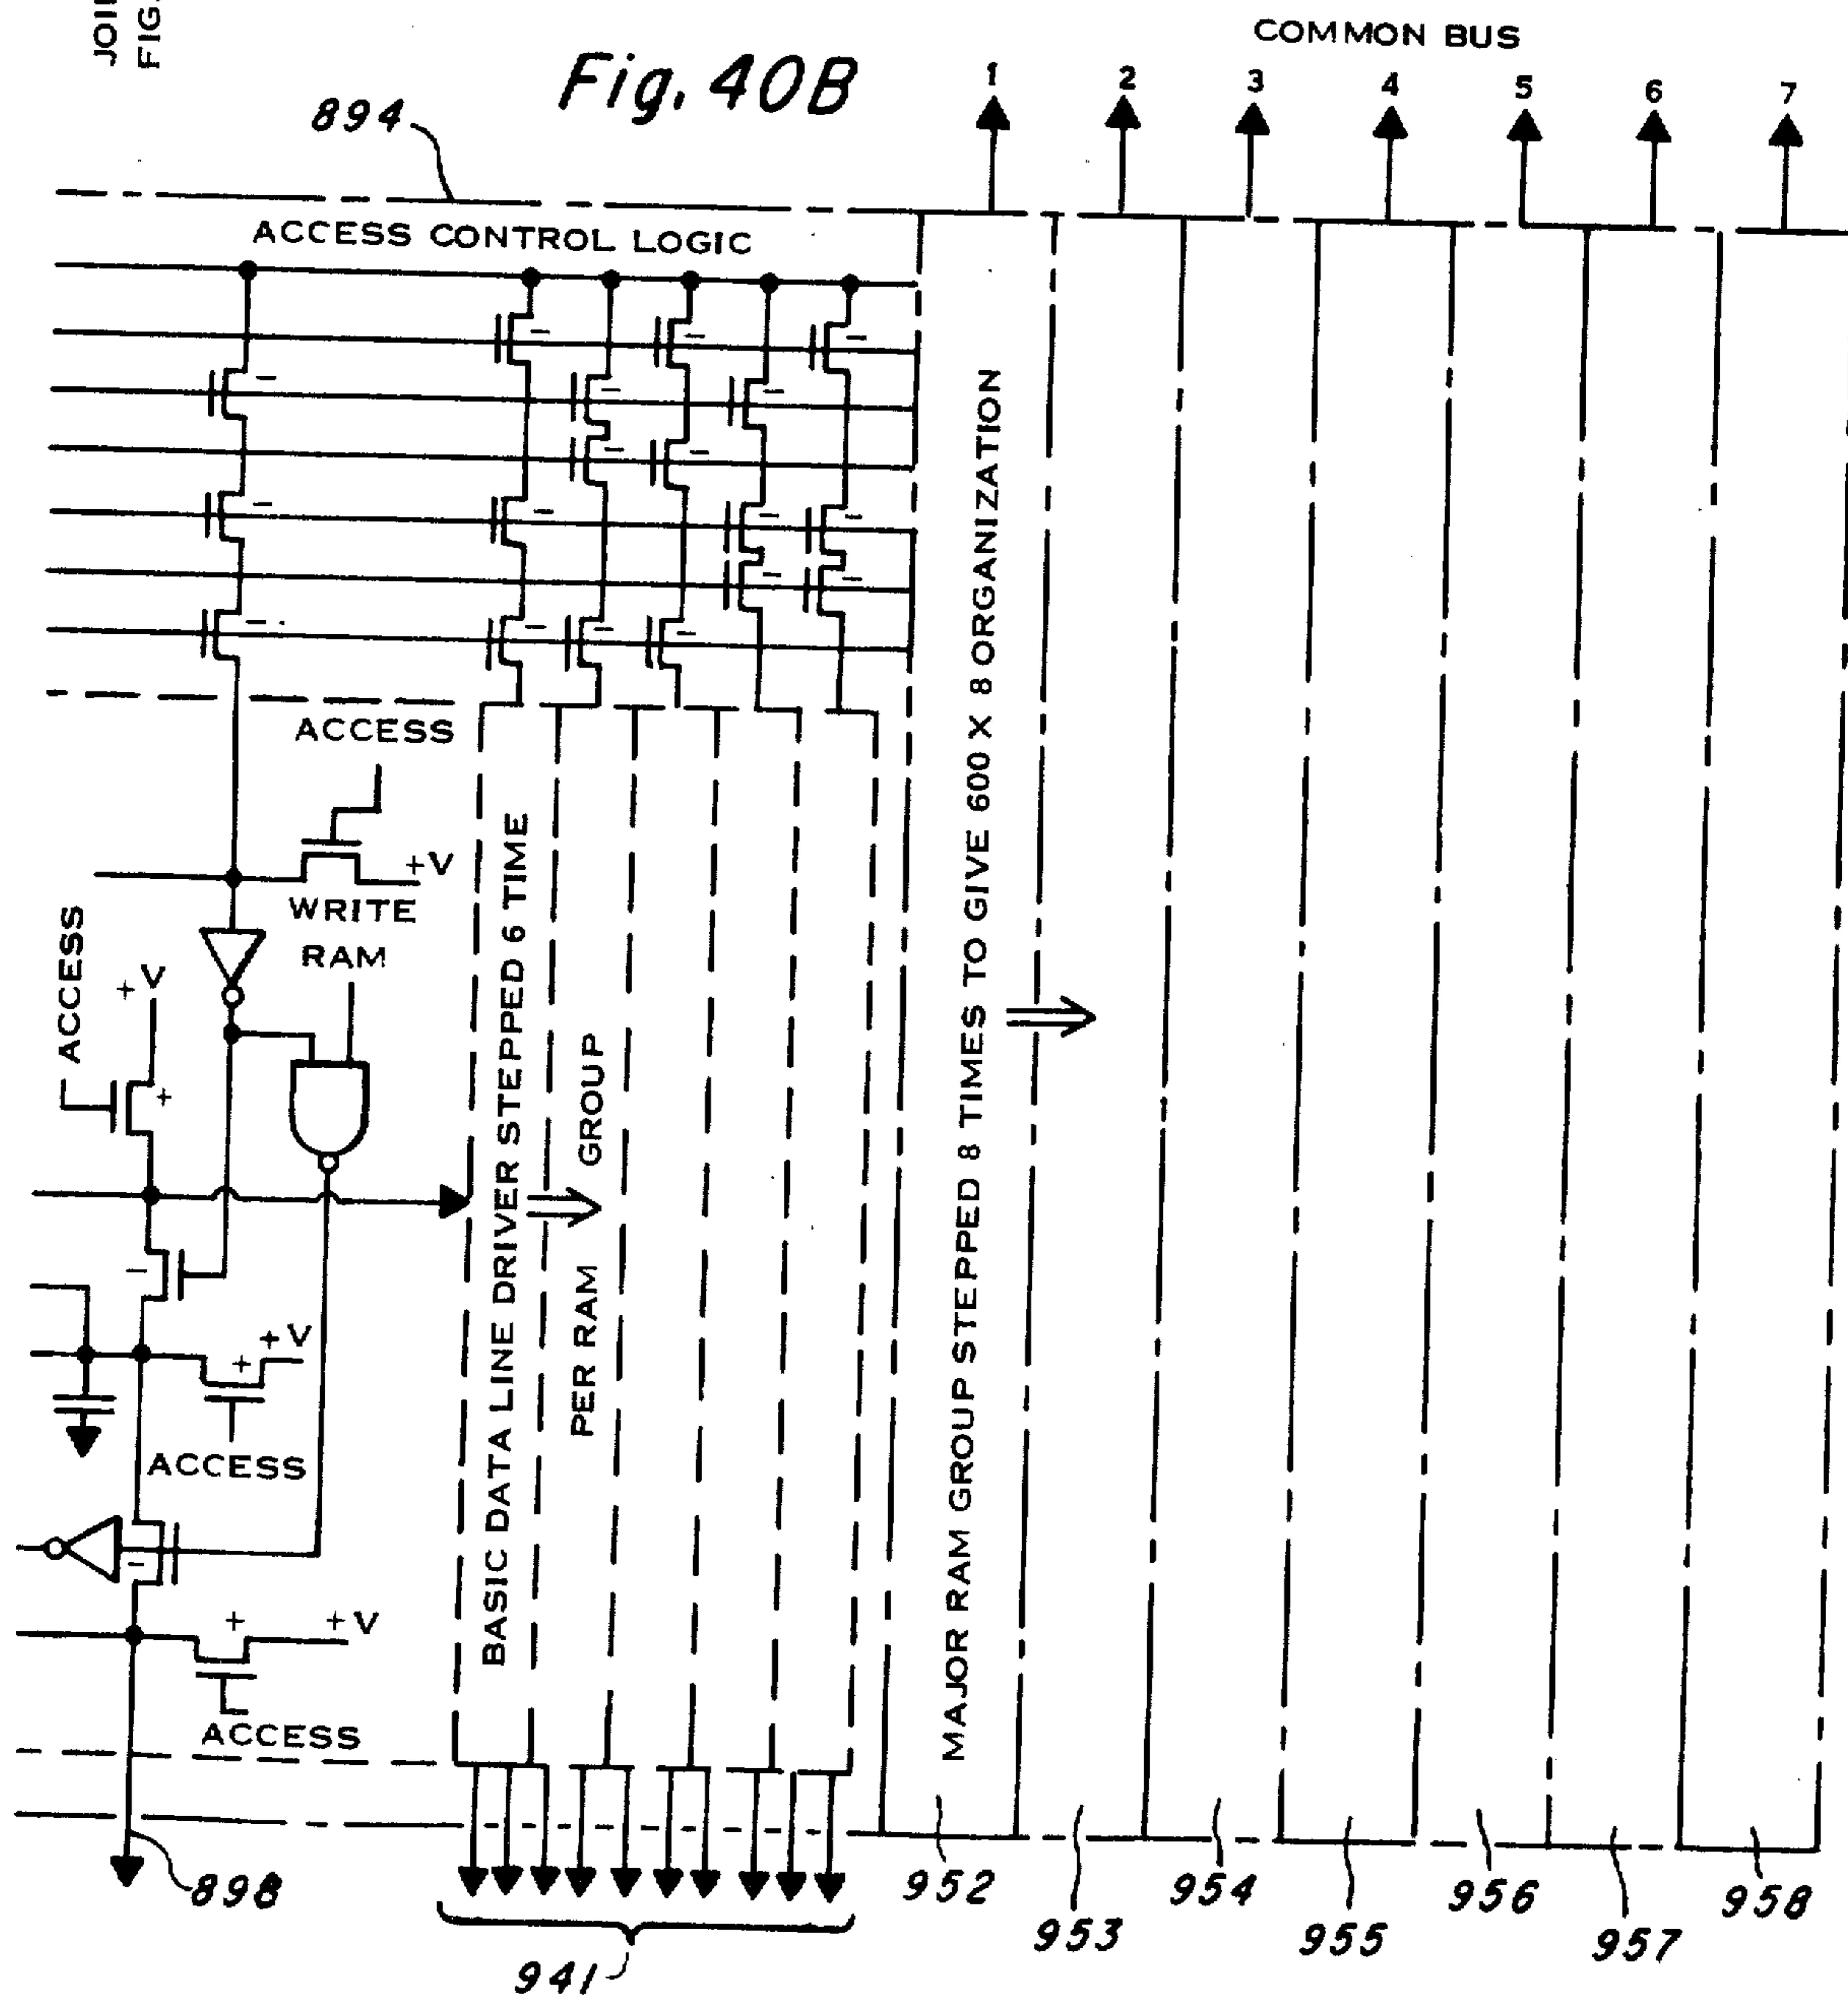 COMMON BUS
Fig. 40B
1
2
3
4
5
6
7
894
ACCESS CONTROL LOGIC
ACCESS
+V
WRITE
RAM
ACCESS
+V
+
+V
+
ACCESS
+
+V
ACCESS
BASIC DATA LINE DRIVER STEPPED 6 TIME
PER RAM GROUP
MAJOR RAM GROUP STEPPED 8 TIMES TO GIVE 600 X 8 ORGANIZATION
898
941
952
953
954
955
956
957
958